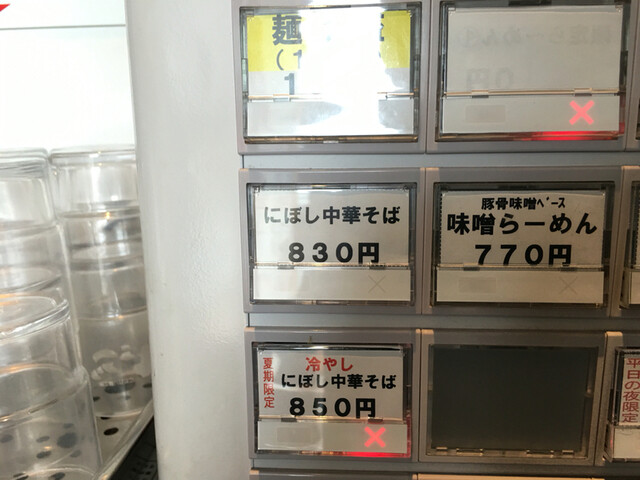 麺
(1
1
円
にぼし中華そば
830円
豚骨味噌ベース
味噌らーめん
770円
夏期限定
冷やし
にぼし中華そば
850円
平日の夜限定